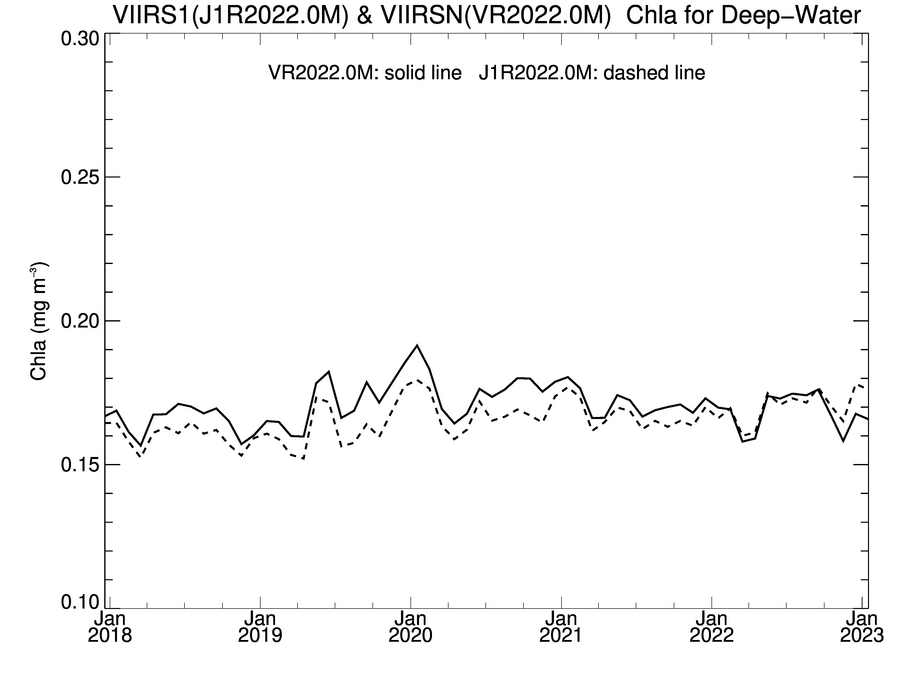 VIIRS1(J1R2022.0M) & VIIRSN(VR2022.0M)  Chla for Deep−Water
VR2022.0M: solid line   J1R2022.0M: dashed line
Chla (mg m⁻³)
0.30
0.25
0.20
0.15
0.10
Jan Jan Jan Jan Jan Jan
2018 2019 2020 2021 2022 2023